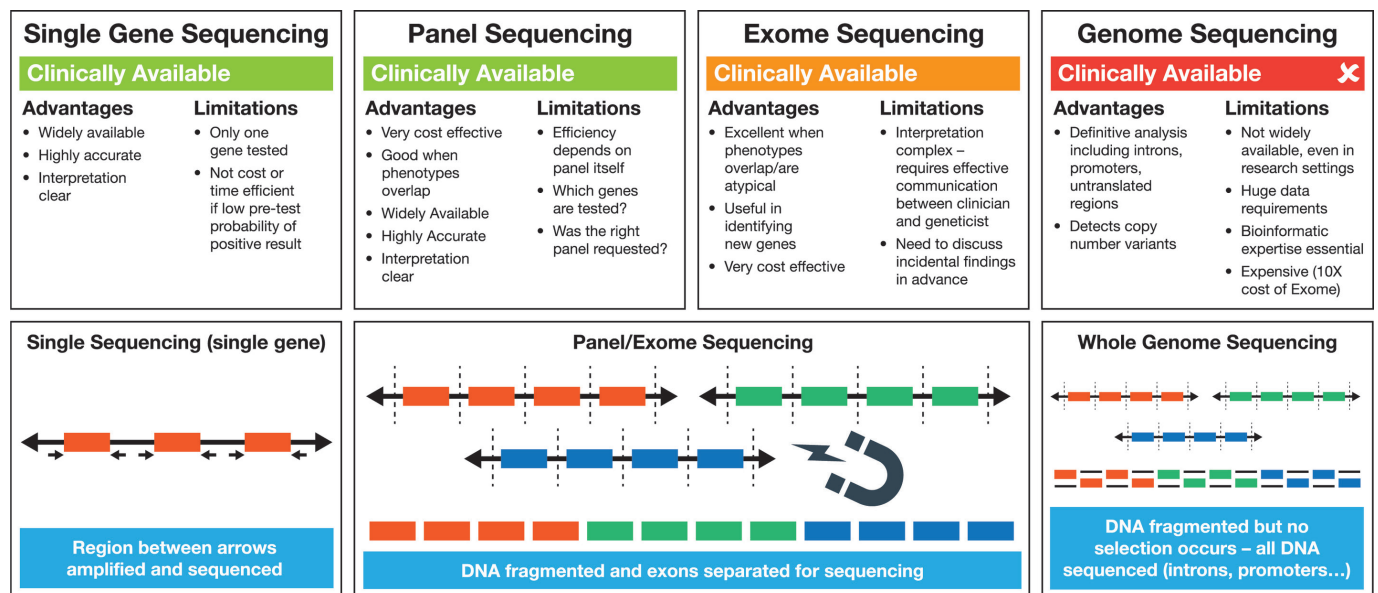 Single Gene Sequencing
Clinically Available
Advantages
• Widely available
• Highly accurate
• Interpretation
clear
Limitations
• Only one
gene tested
• Not cost or
time efficient
if low pre-test
probability of
positive result
Panel Sequencing
Clinically Available
Advantages
• Very cost effective
• Good when
phenotypes
overlap
• Widely Available
• Highly Accurate
• Interpretation
clear
Limitations
• Efficiency
depends on
panel itself
• Which genes
are tested?
• Was the right
panel requested?
Exome Sequencing
Clinically Available
Advantages
• Excellent when
phenotypes
overlap/are
atypical
• Useful in
identifying
new genes
• Very cost effective
Limitations
• Interpretation
complex –
requires effective
communication
between clinician
and geneticist
• Need to discuss
incidental findings
in advance
Genome Sequencing
Clinically Available
Advantages
• Definitive analysis
including introns,
promoters,
untranslated
regions
• Detects copy
number variants
Limitations
• Not widely
available, even in
research settings
• Huge data
requirements
• Bioinformatic
expertise essential
• Expensive (10X
cost of Exome)
Single Sequencing (single gene)
Region between arrows
amplified and sequenced
Panel/Exome Sequencing
DNA fragmented and exons separated for sequencing
Whole Genome Sequencing
DNA fragmented but no
selection occurs – all DNA
sequenced (introns, promoters...)